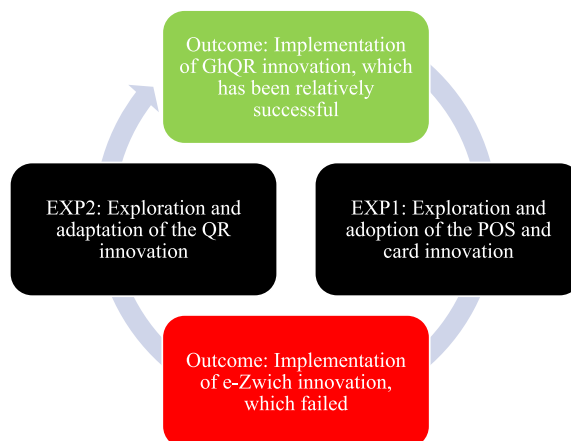 Outcome: Implementation
of GhQR innovation, which
has been relatively
successful
EXP2: Exploration and
adaptation of the QR
innovation
EXP1: Exploration and
adoption of the POS and
card innovation
Outcome: Implementation
of e-Zwich innovation,
which failed